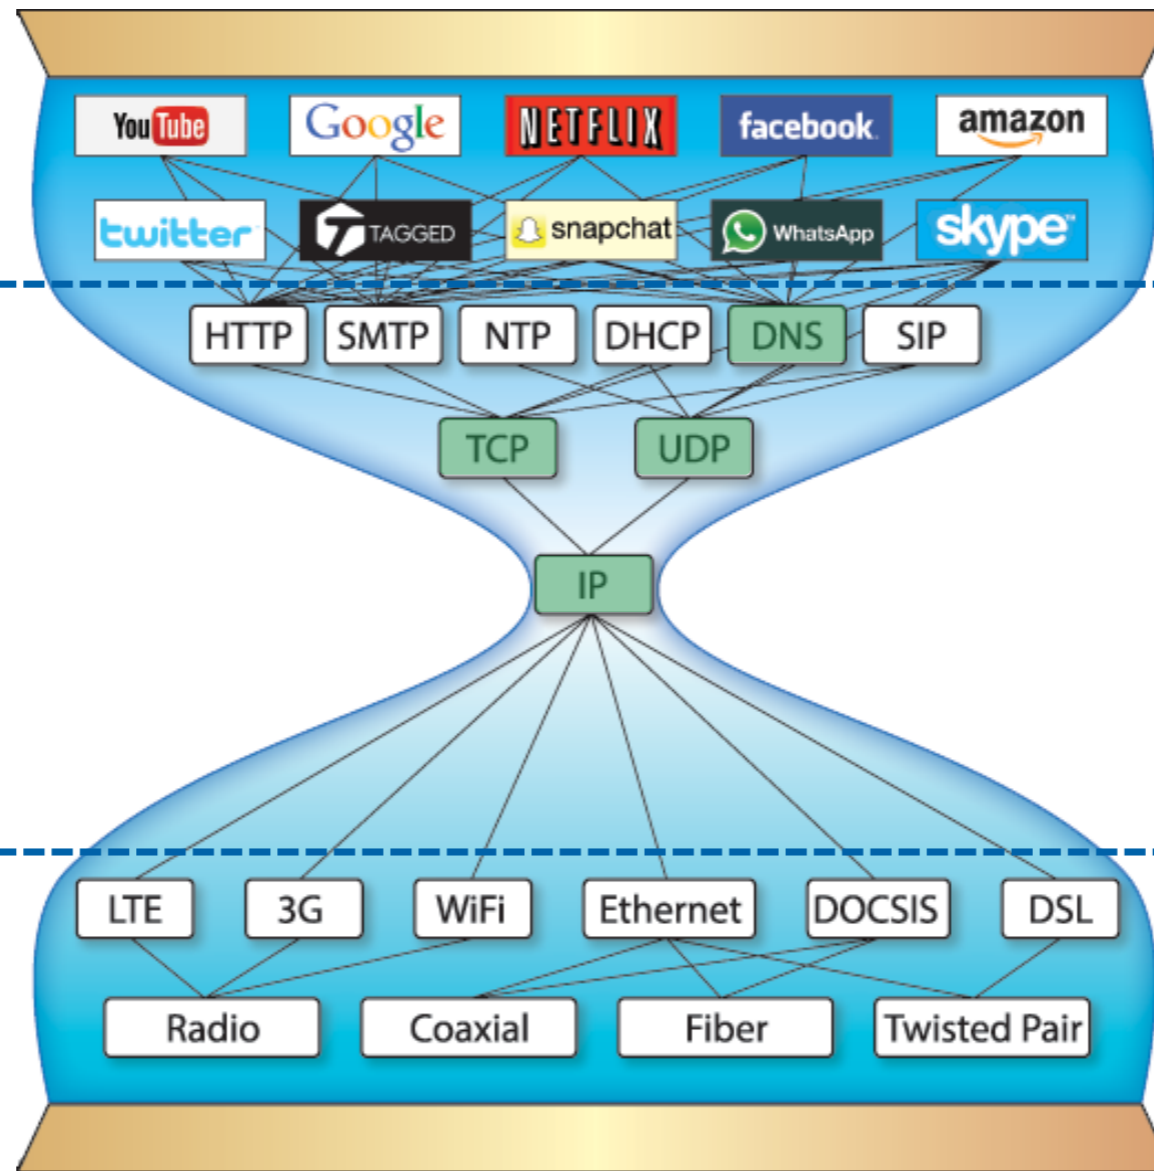 YouTube Google NETFLIX facebook amazon
twitter TAGGED snapchat WhatsApp skype™
HTTP SMTP NTP DHCP DNS SIP
TCP UDP
IP
LTE 3G WiFi Ethernet DOCSIS DSL
Radio Coaxial Fiber Twisted Pair